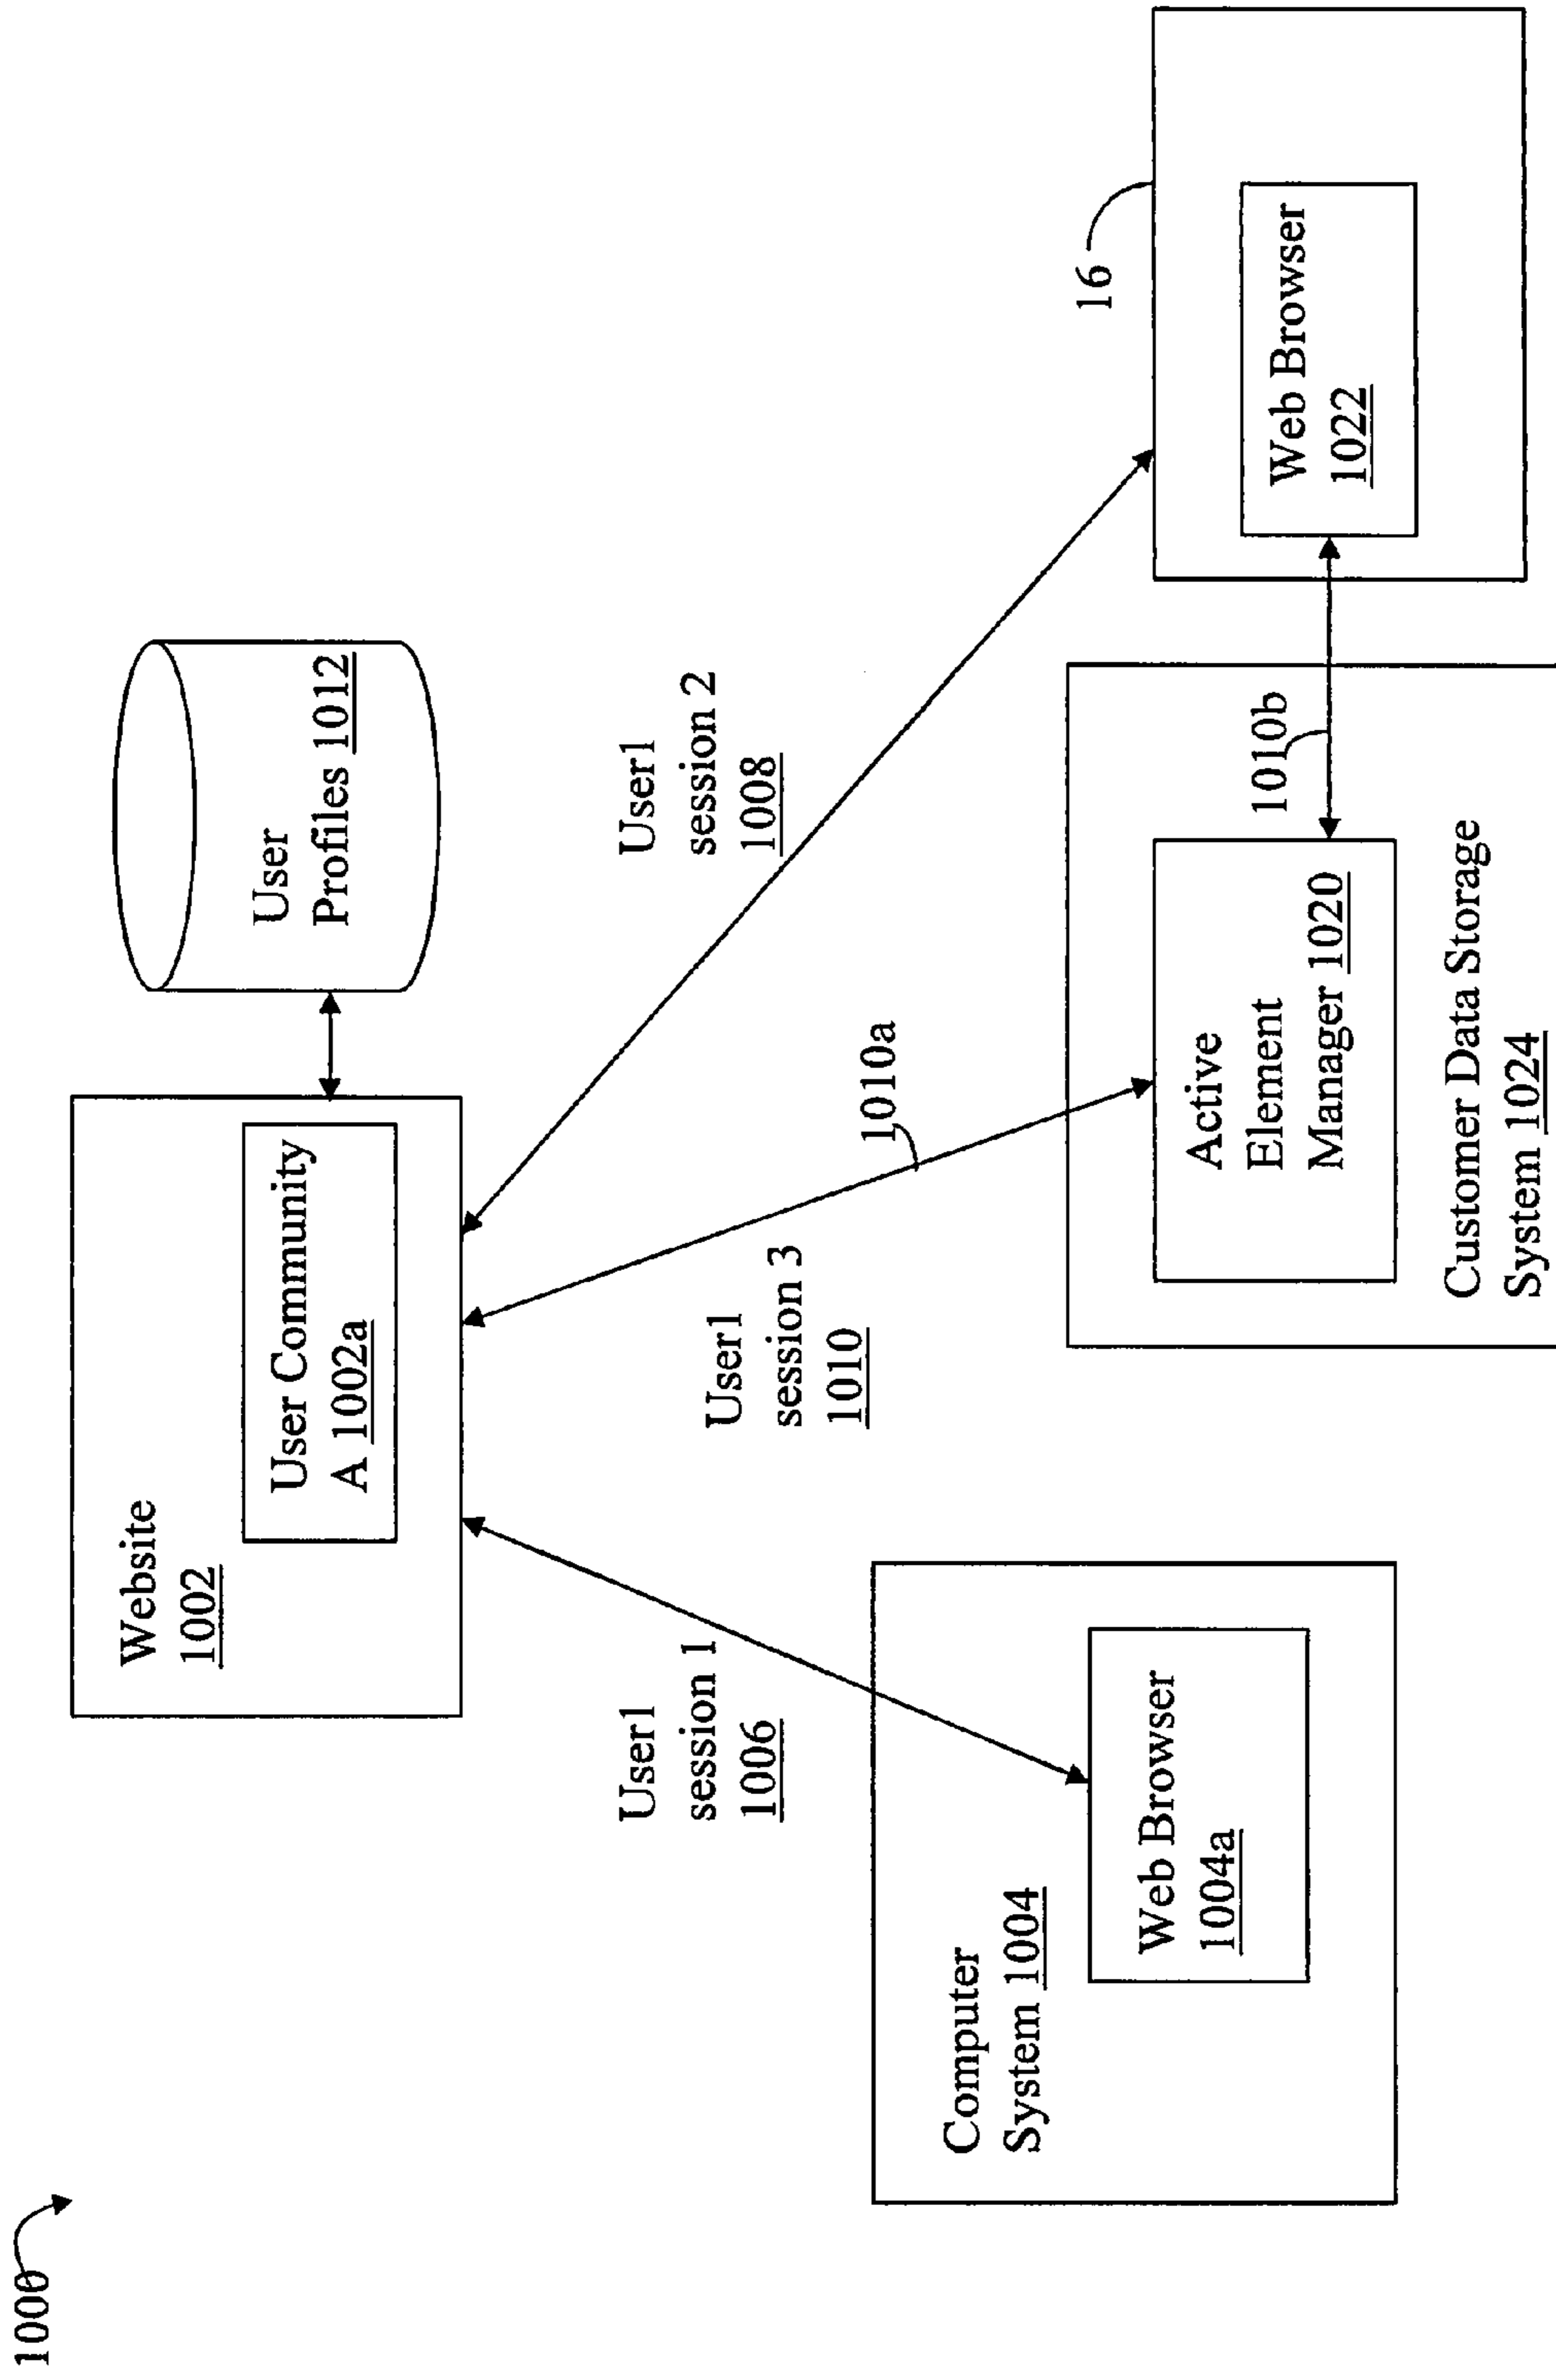 1000
Website
1002
User Community
A 1002a
User
Profiles 1012
User1
session 1
1006
User1
session 3
1010
1010a
User1
session 2
1008
Computer
System 1004
Web Browser
1004a
Active
Element
Manager 1020
1010b
Customer Data Storage
System 1024
16
Web Browser
1022